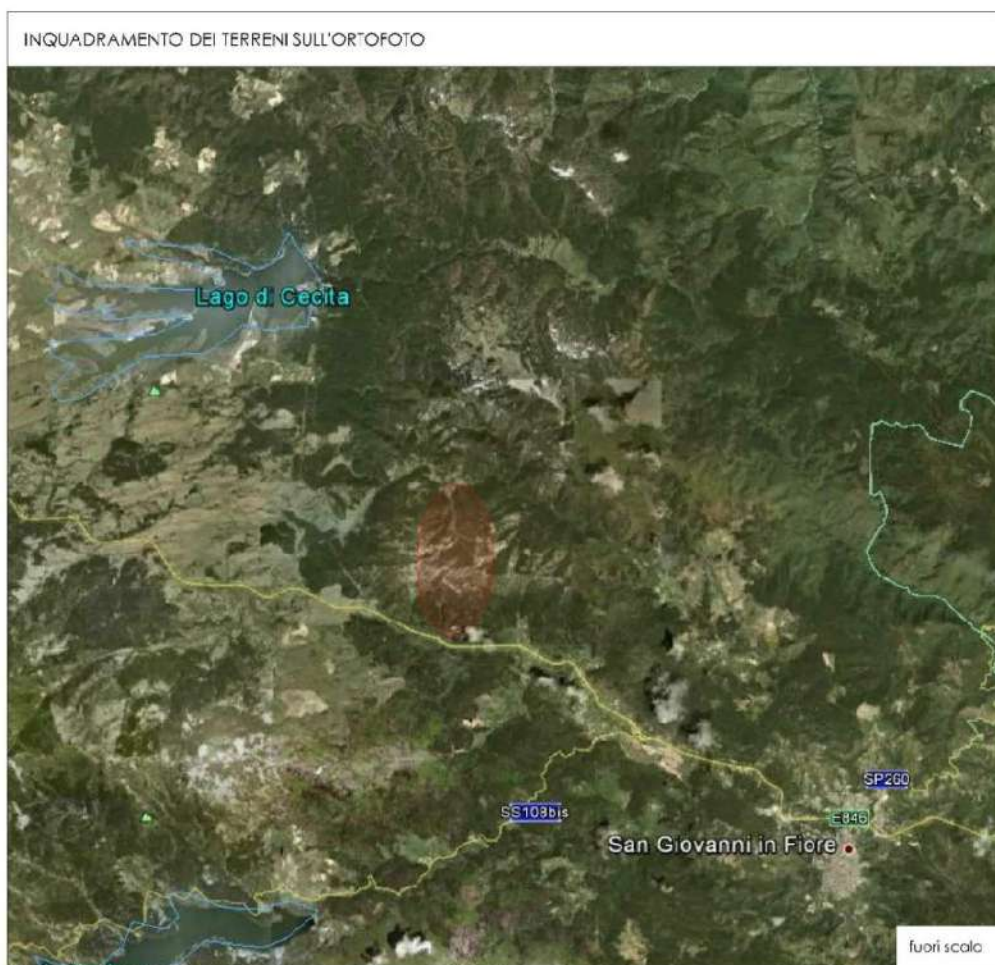 INQUADRAMENTO DEI TERRENI SULL'ORTOFOTO
Lago di Cecita
SP260
SS108bis
E846
San Giovanni in Fiore
fuori scala